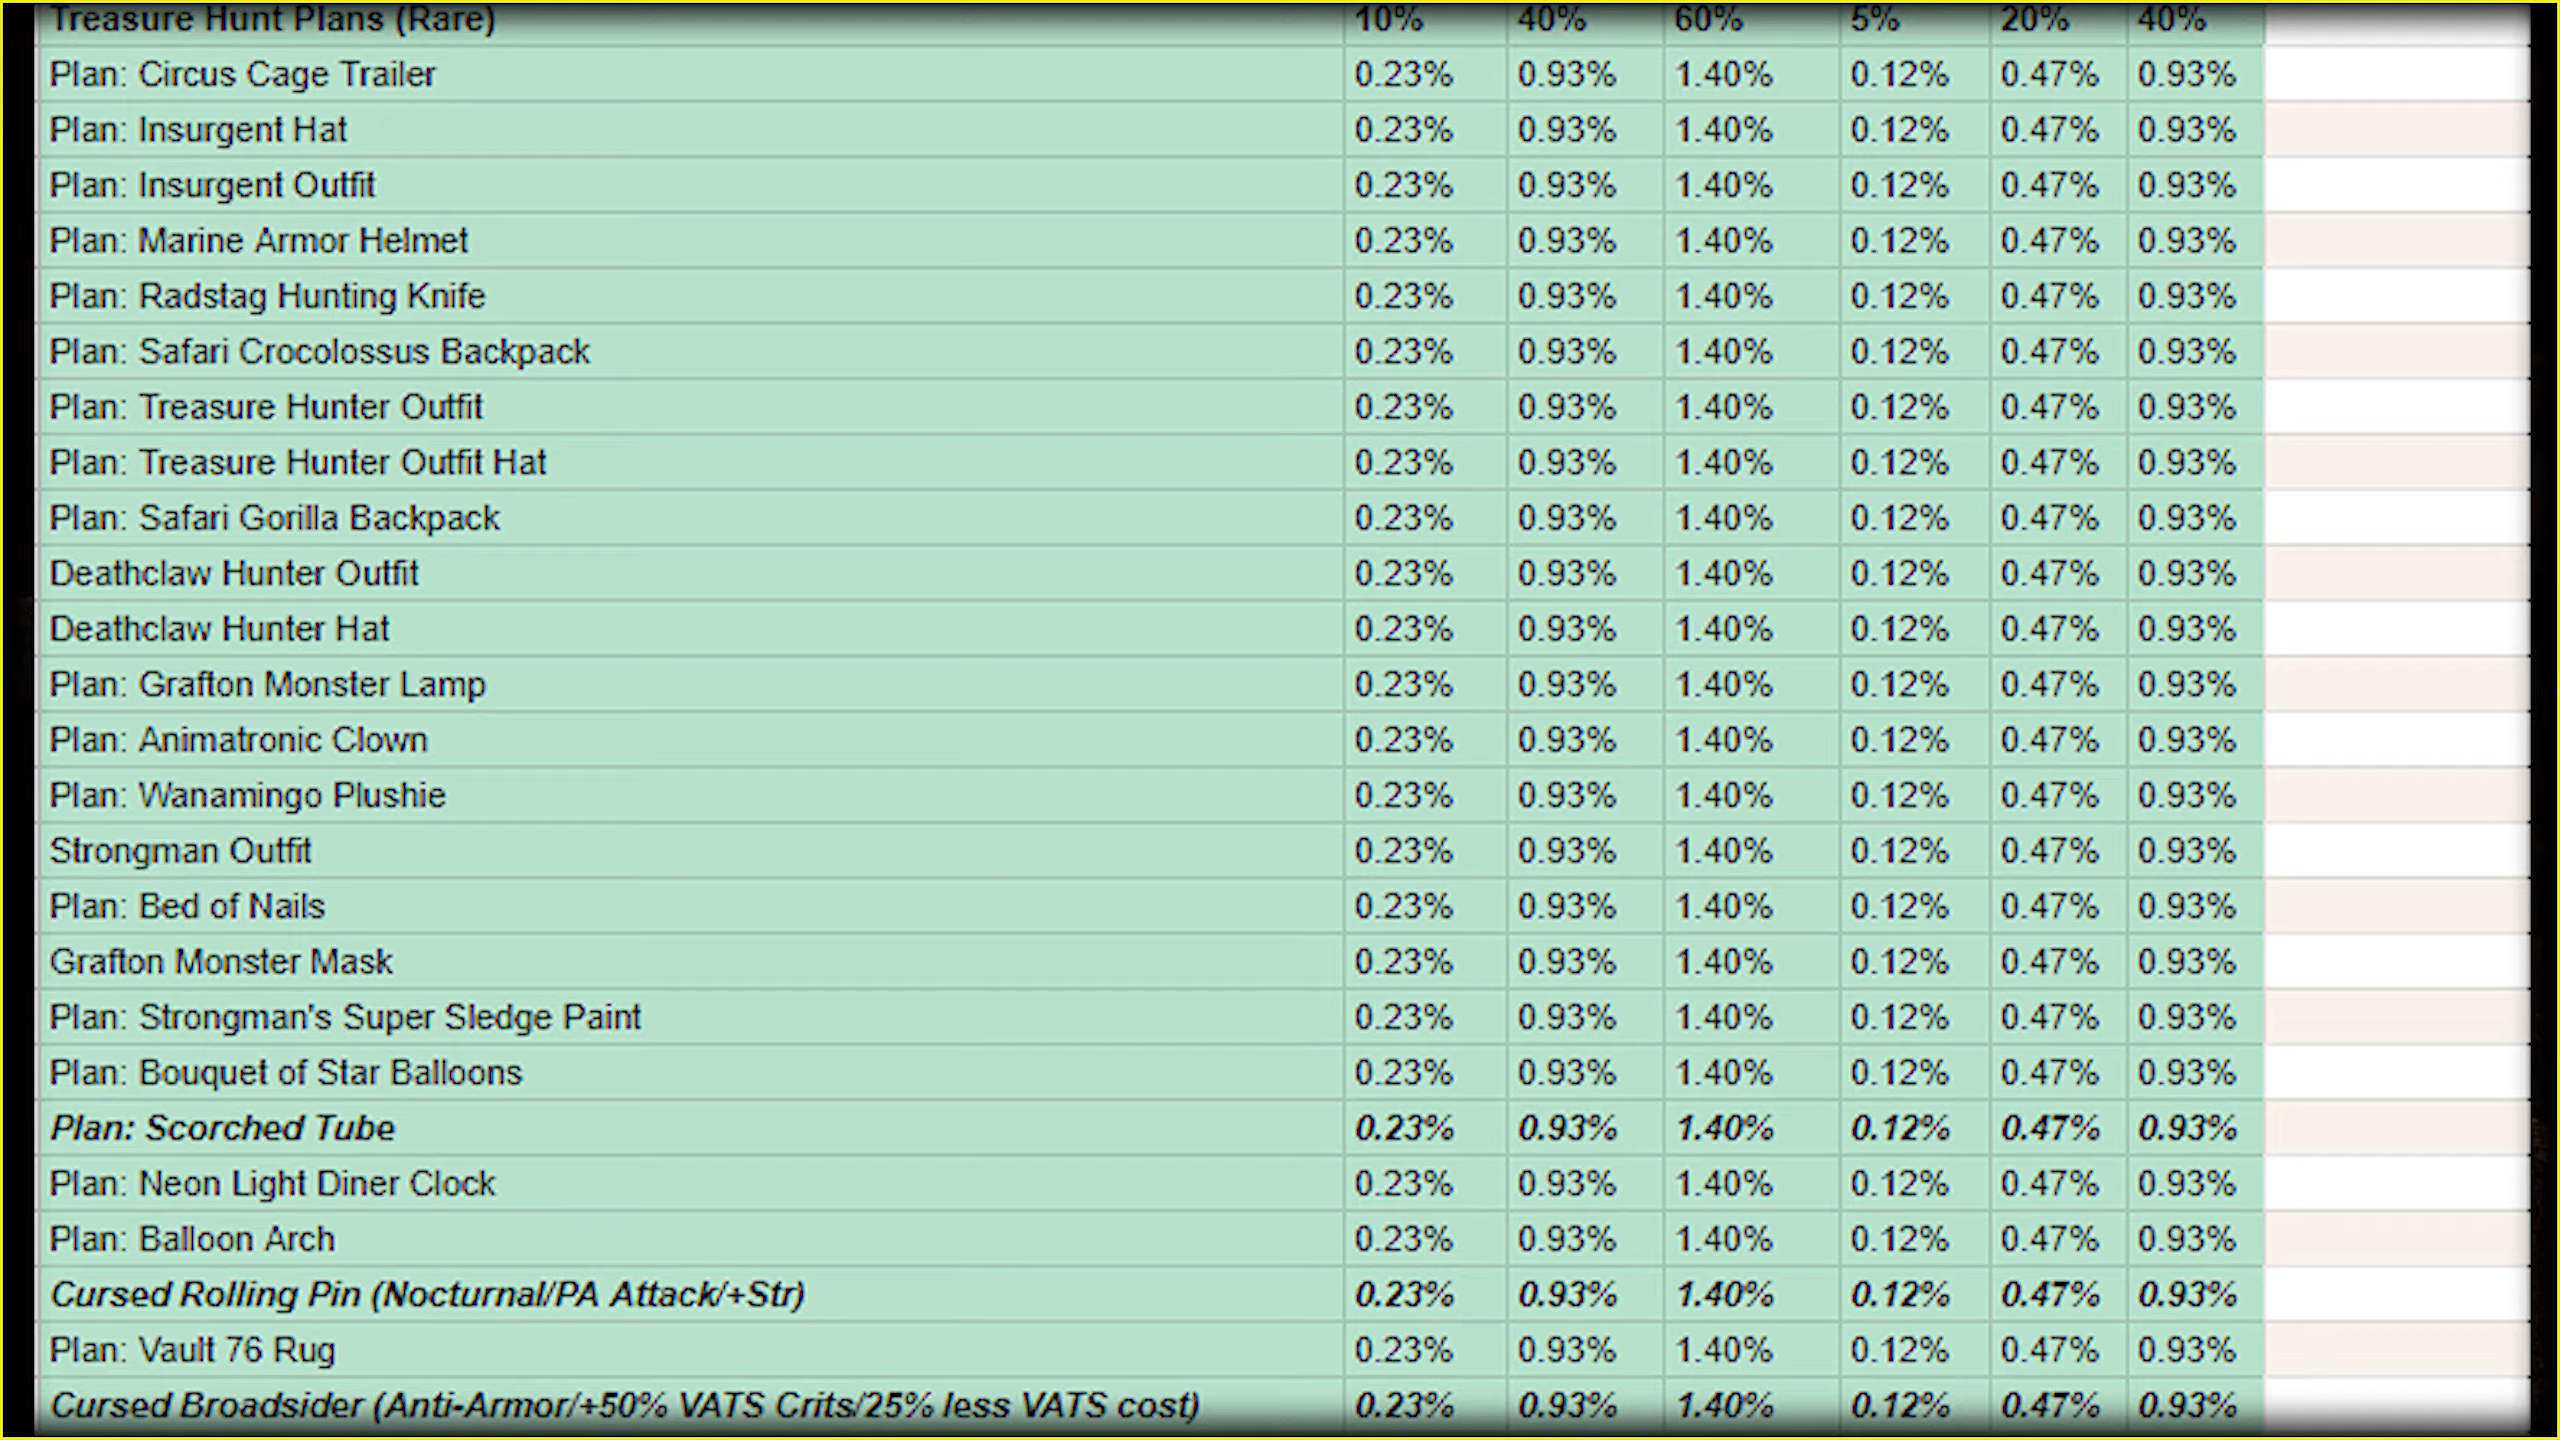 Treasure Hunt Plans (Rare) 10% 40% 60% 5% 20% 40%
Plan: Circus Cage Trailer 0.23% 0.93% 1.40% 0.12% 0.47% 0.93%
Plan: Insurgent Hat 0.23% 0.93% 1.40% 0.12% 0.47% 0.93%
Plan: Insurgent Outfit 0.23% 0.93% 1.40% 0.12% 0.47% 0.93%
Plan: Marine Armor Helmet 0.23% 0.93% 1.40% 0.12% 0.47% 0.93%
Plan: Radstag Hunting Knife 0.23% 0.93% 1.40% 0.12% 0.47% 0.93%
Plan: Safari Crocolossus Backpack 0.23% 0.93% 1.40% 0.12% 0.47% 0.93%
Plan: Treasure Hunter Outfit 0.23% 0.93% 1.40% 0.12% 0.47% 0.93%
Plan: Treasure Hunter Outfit Hat 0.23% 0.93% 1.40% 0.12% 0.47% 0.93%
Plan: Safari Gorilla Backpack 0.23% 0.93% 1.40% 0.12% 0.47% 0.93%
Deathclaw Hunter Outfit 0.23% 0.93% 1.40% 0.12% 0.47% 0.93%
Deathclaw Hunter Hat 0.23% 0.93% 1.40% 0.12% 0.47% 0.93%
Plan: Grafton Monster Lamp 0.23% 0.93% 1.40% 0.12% 0.47% 0.93%
Plan: Animatronic Clown 0.23% 0.93% 1.40% 0.12% 0.47% 0.93%
Plan: Wanamingo Plushie 0.23% 0.93% 1.40% 0.12% 0.47% 0.93%
Strongman Outfit 0.23% 0.93% 1.40% 0.12% 0.47% 0.93%
Plan: Bed of Nails 0.23% 0.93% 1.40% 0.12% 0.47% 0.93%
Grafton Monster Mask 0.23% 0.93% 1.40% 0.12% 0.47% 0.93%
Plan: Strongman's Super Sledge Paint 0.23% 0.93% 1.40% 0.12% 0.47% 0.93%
Plan: Bouquet of Star Balloons 0.23% 0.93% 1.40% 0.12% 0.47% 0.93%
Plan: Scorched Tube 0.23% 0.93% 1.40% 0.12% 0.47% 0.93%
Plan: Neon Light Diner Clock 0.23% 0.93% 1.40% 0.12% 0.47% 0.93%
Plan: Balloon Arch 0.23% 0.93% 1.40% 0.12% 0.47% 0.93%
Cursed Rolling Pin (Nocturnal/PA Attack/+Str) 0.23% 0.93% 1.40% 0.12% 0.47% 0.93%
Plan: Vault 76 Rug 0.23% 0.93% 1.40% 0.12% 0.47% 0.93%
Cursed Broadsider (Anti-Armor/+50% VATS Crits/25% less VATS cost) 0.23% 0.93% 1.40% 0.12% 0.47% 0.93%